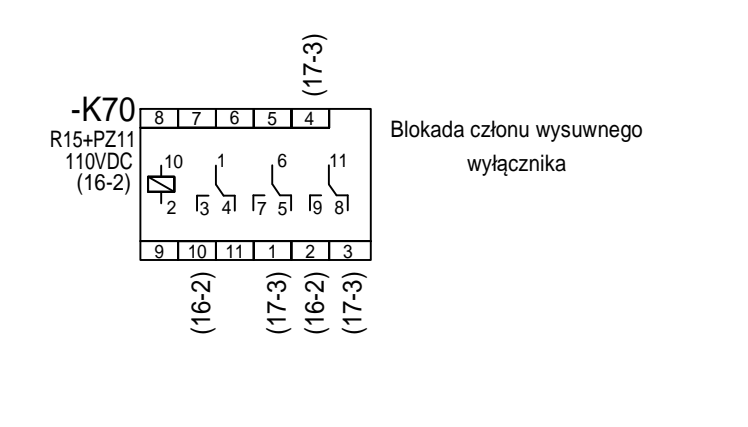 (17-3)
-K70
R15+PZ11
110VDC
(16-2)
8 7 6 5 4
10 1 6 11
2 3 4 7 5 9 8
9 10 11 1 2 3
(16-2) (17-3) (16-2) (17-3)
Blokada członu wysuwnego
wyłącznika